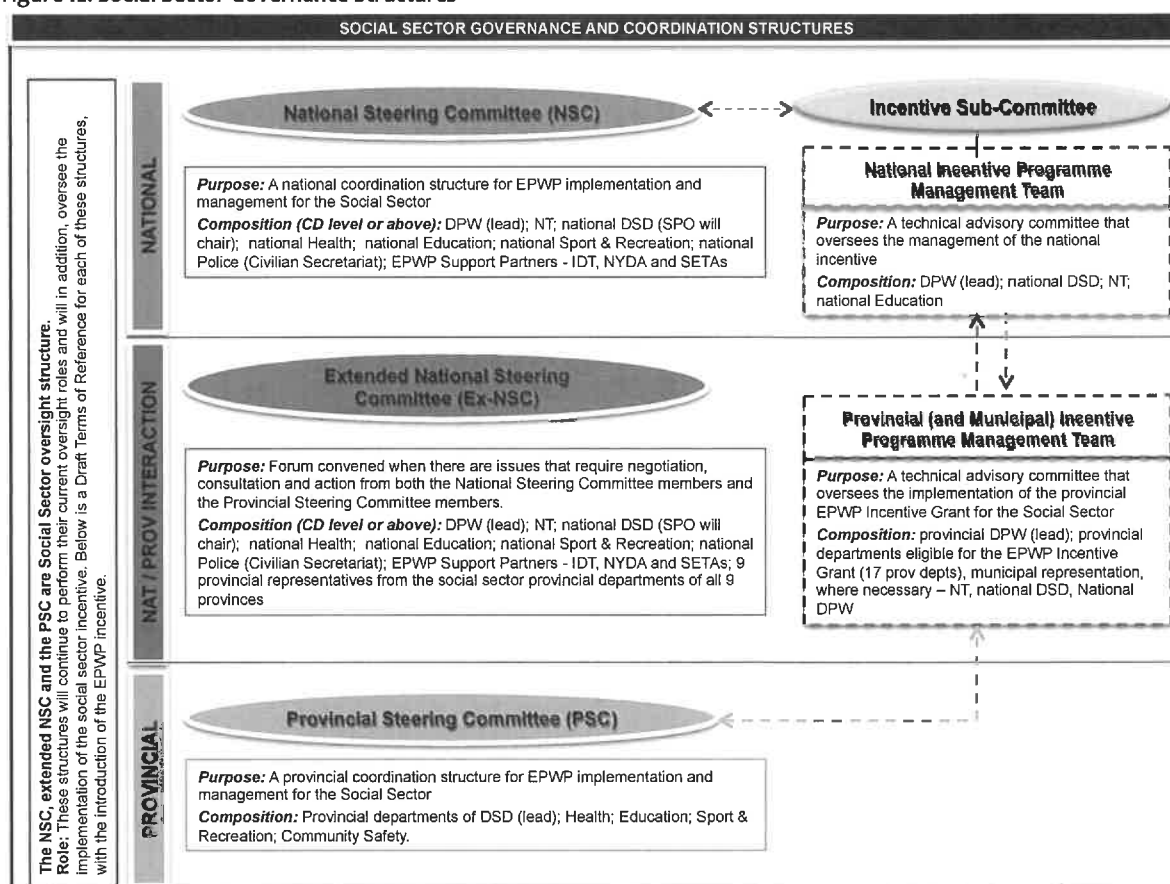 SOCIAL SECTOR GOVERNANCE AND COORDINATION STRUCTURES
The NSC, extended NSC and the PSC are Social Sector oversight structure.
Role: These structures will continue to perform their current oversight roles and will in addition, oversee the
implementation of the social sector incentive. Below is a Draft Terms of Reference for each of these structures,
with the introduction of the EPWP incentive.
NATIONAL
National Steering Committee (NSC)
Purpose: A national coordination structure for EPWP implementation and
management for the Social Sector
Composition (CD level or above): DPW (lead); NT; national DSD (SPO will
chair); national Health; national Education; national Sport & Recreation; national
Police (Civilian Secretariat); EPWP Support Partners - IDT, NYDA and SETAs
Incentive Sub-Committee
National Incentive Programme
Management Team
Purpose: A technical advisory committee that
oversees the management of the national
incentive
Composition: DPW (lead); national DSD; NT;
national Education
NAT / PROV INTERACTION
Extended National Steering
Committee (Ex-NSC)
Purpose: Forum convened when there are issues that require negotiation,
consultation and action from both the National Steering Committee members and
the Provincial Steering Committee members.
Composition (CD level or above): DPW (lead); NT; national DSD (SPO will
chair); national Health; national Education; national Sport & Recreation; national
Police (Civilian Secretariat); EPWP Support Partners - IDT, NYDA and SETAs; 9
provincial representatives from the social sector provincial departments of all 9
provinces
Provincial (and Municipal) Incentive
Programme Management Team
Purpose: A technical advisory committee that
oversees the implementation of the provincial
EPWP Incentive Grant for the Social Sector
Composition: provincial DPW (lead); provincial
departments eligible for the EPWP Incentive
Grant (17 prov depts), municipal representation,
where necessary – NT, national DSD, National
DPW
PROVINCIAL
Provincial Steering Committee (PSC)
Purpose: A provincial coordination structure for EPWP implementation and
management for the Social Sector
Composition: Provincial departments of DSD (lead); Health; Education; Sport &
Recreation; Community Safety.